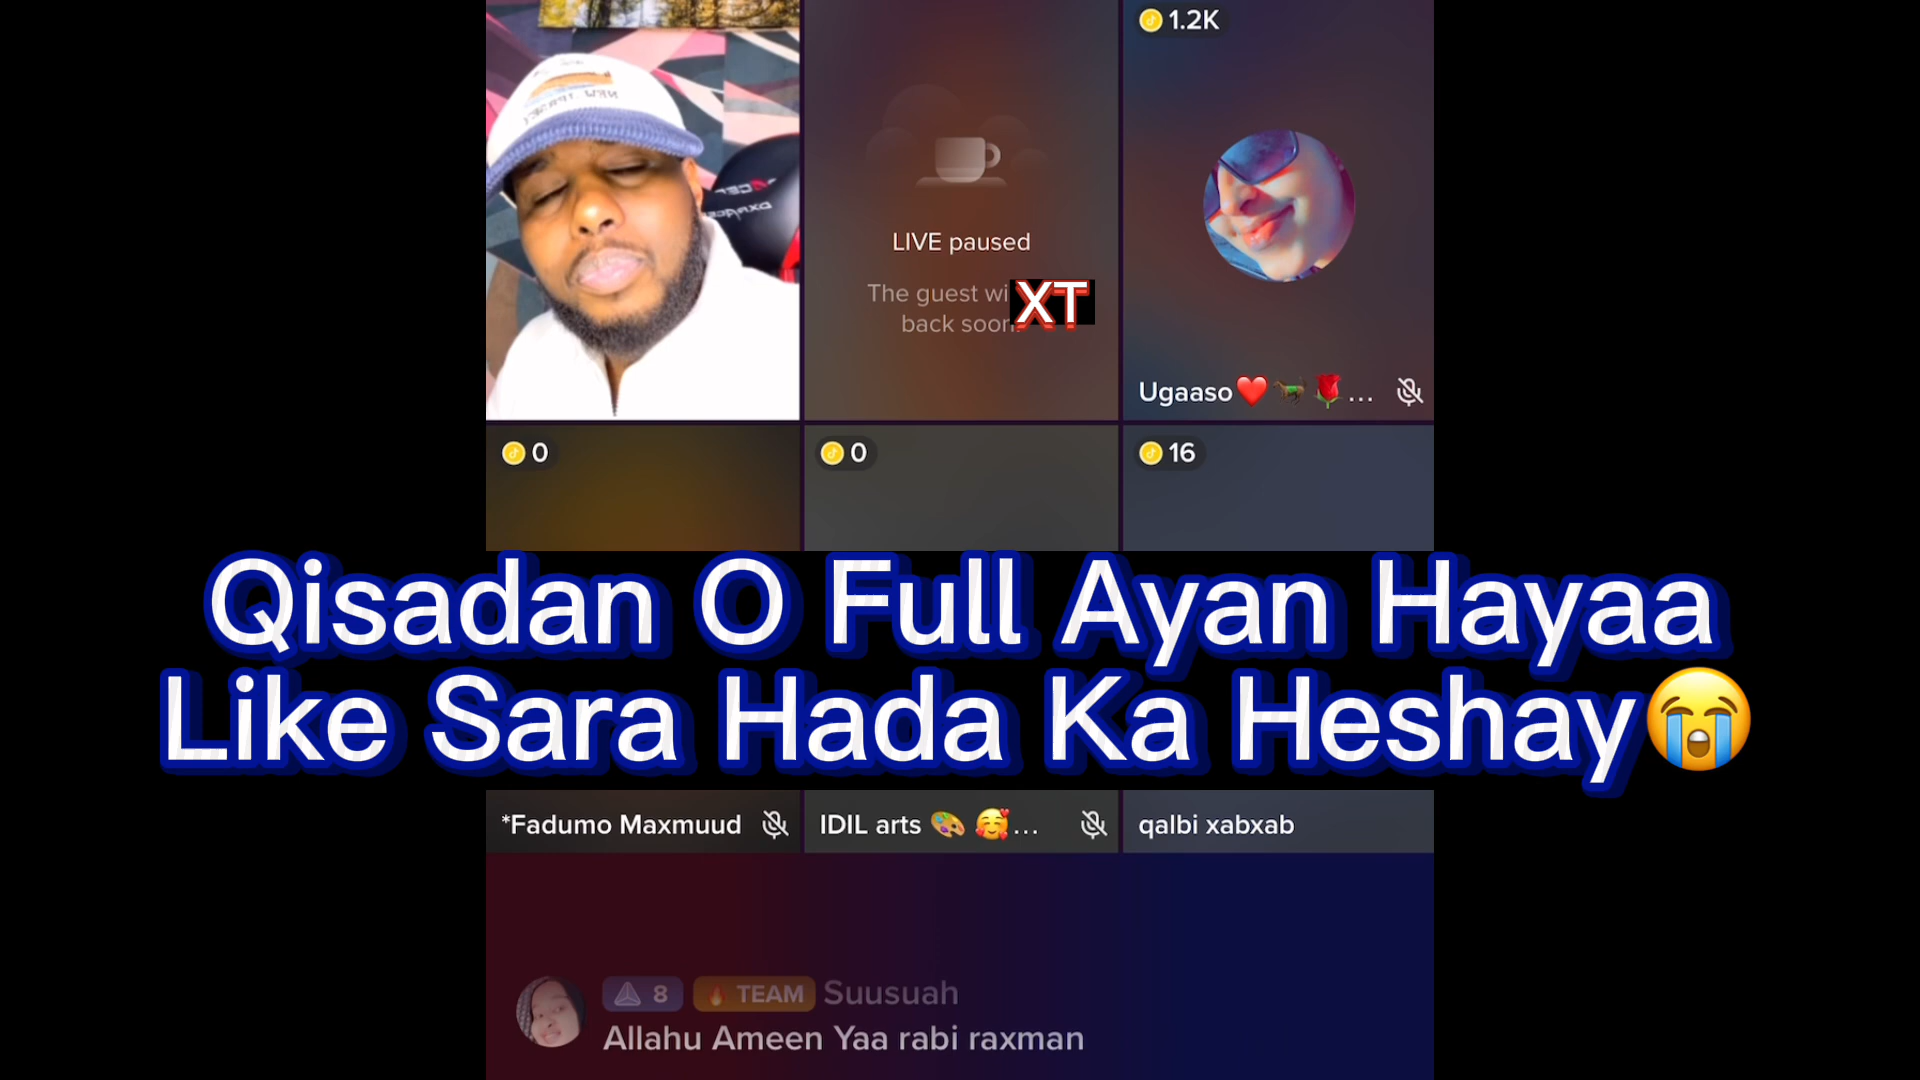 1.2K
LIVE paused
The guest wi
back soon
XT
Ugaaso❤️🐎🌹...
0
0
16
Qisadan O Full Ayan Hayaa
Like Sara Hada Ka Heshay😭
*Fadumo Maxmuud
IDIL arts 🎨 🥰...
qalbi xabxab
8 🔥 TEAM Suusuah
Allahu Ameen Yaa rabi raxman